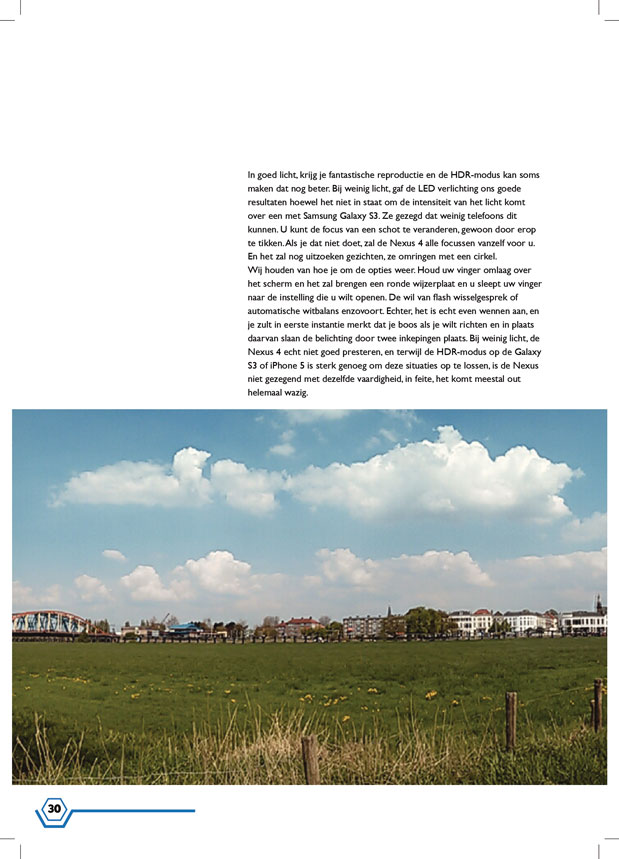 In goed licht, krijg je fantastische reproductie en de HDR-modus kan soms
maken dat nog beter. Bij weinig licht, gaf de LED verlichting ons goede
resultaten hoewel het niet in staat om de intensiteit van het licht komt
over een met Samsung Galaxy S3. Ze gezegd dat weinig telefoons dit
kunnen. U kunt de focus van een schot te veranderen, gewoon door erop
te tikken. Als je dat niet doet, zal de Nexus 4 alle focussen vanzelf voor u.
En het zal nog uitzoeken gezichten, ze omringen met een cirkel.
Wij houden van hoe je om de opties weer. Houd uw vinger omlaag over
het scherm en het zal brengen een ronde wijzerplaat en u sleept uw vinger
naar de instelling die u wilt openen. De wil van flash wisselgesprek of
automatische witbalans enzovoort. Echter, het is echt even wennen aan, en
je zult in eerste instantie merkt dat je boos als je wilt richten en in plaats
daarvan slaan de belichting door twee inkepingen plaats. Bij weinig licht, de
Nexus 4 echt niet goed presteren, en terwijl de HDR-modus op de Galaxy
S3 of iPhone 5 is sterk genoeg om deze situaties op te lossen, is de Nexus
niet gezegend met dezelfde vaardigheid, in feite, het komt meestal out
helemaal wazig.
30